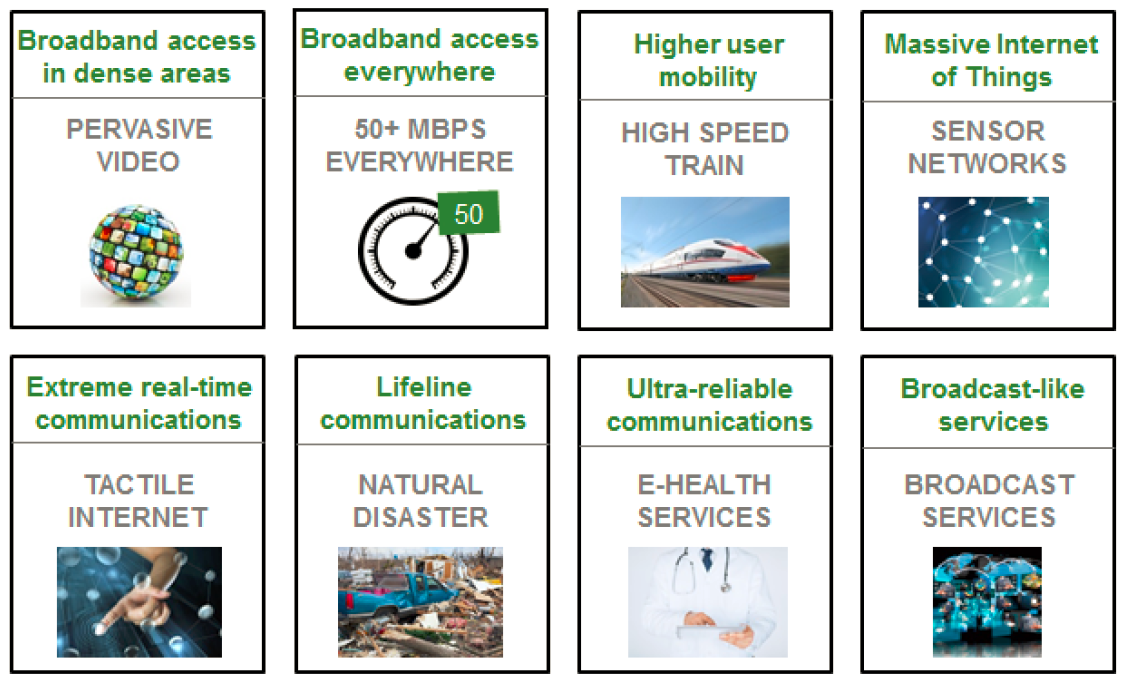 Broadband access
in dense areas
PERVASIVE
VIDEO
Broadband access
everywhere
50+ MBPS
EVERYWHERE
50
Higher user
mobility
HIGH SPEED
TRAIN
Massive Internet
of Things
SENSOR
NETWORKS
Extreme real-time
communications
TACTILE
INTERNET
Lifeline
communications
NATURAL
DISASTER
Ultra-reliable
communications
E-HEALTH
SERVICES
Broadcast-like
services
BROADCAST
SERVICES